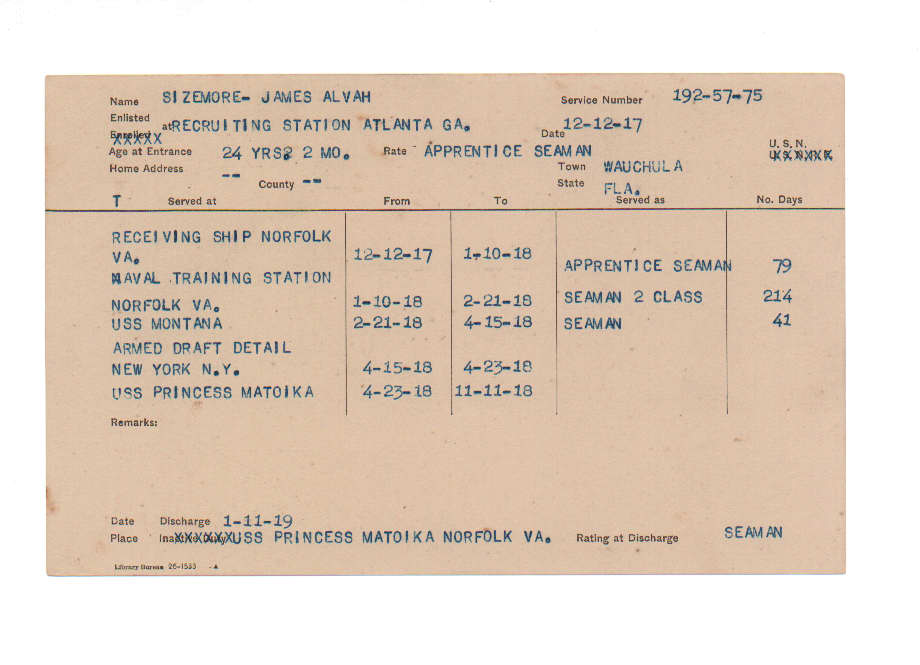 Name SIZEMORE- JAMES ALVAH Service Number 192-57-75
Enlisted
Enrolled XXXXX at RECRUITING STATION ATLANTA GA. Date 12-12-17
Age at Entrance 24 YRS. 2 MO. Rate APPRENTICE SEAMAN U. S. N.
Home Address -- County -- Town WAUCHULA
State FLA.
T Served at From To Served as No. Days
RECEIVING SHIP NORFOLK
VA. 12-12-17 1-10-18
APPRENTICE SEAMAN 79
NAVAL TRAINING STATION
NORFOLK VA. 1-10-18 2-21-18 SEAMAN 2 CLASS 214
USS MONTANA 2-21-18 4-15-18 SEAMAN 41
ARMED DRAFT DETAIL
NEW YORK N.Y. 4-15-18 4-23-18
USS PRINCESS MATOIKA 4-23-18 11-11-18
Remarks:
Date Discharge 1-11-19
Place Inactive Duty XXXXXX USS PRINCESS MATOIKA NORFOLK VA. Rating at Discharge SEAMAN
Library Bureau 26-1533